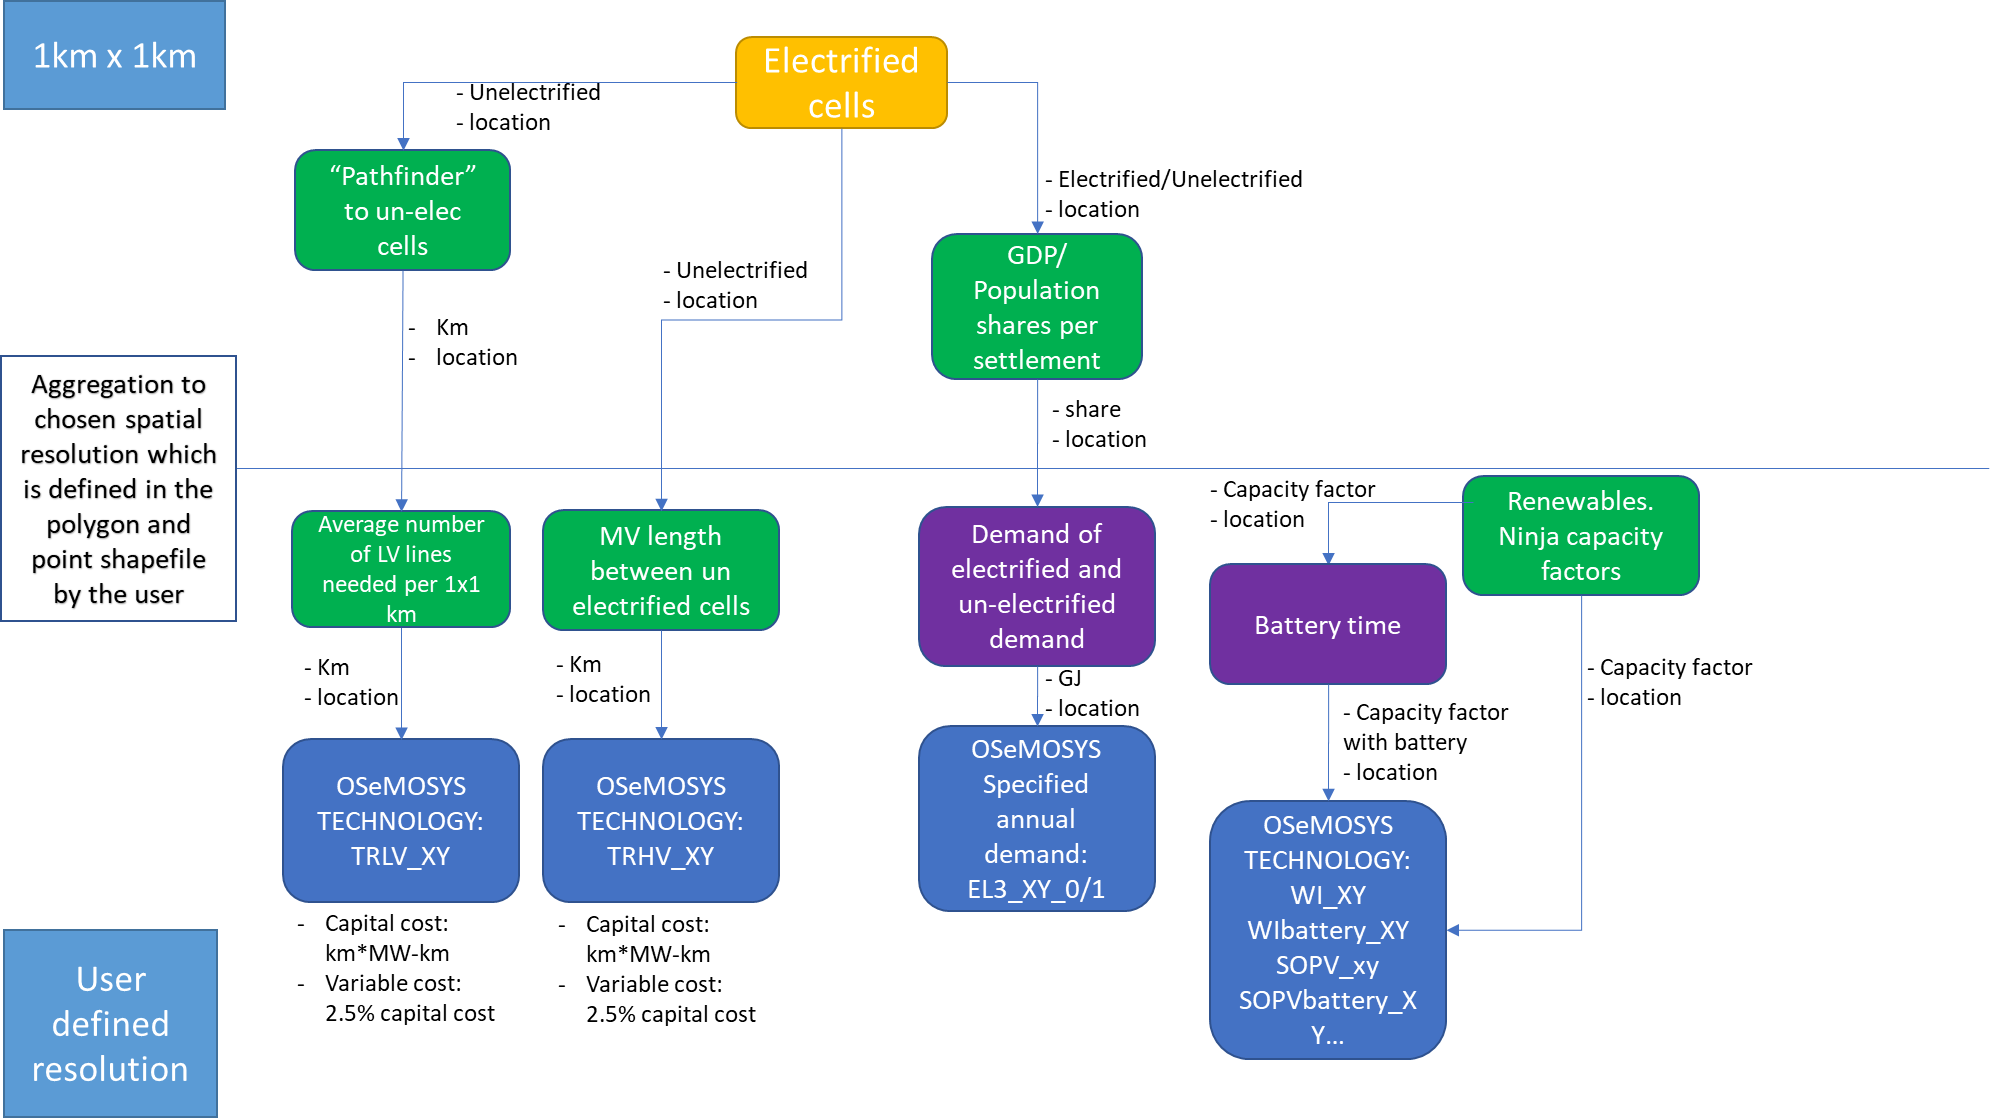 1km x 1km
Electrified
cells
- Unelectrified
- location
“Pathfinder”
to un-elec
cells
- Electrified/Unelectrified
- location
- Unelectrified
- location
GDP/
Population
shares per
settlement
- Km
- location
Aggregation to
chosen spatial
resolution which
is defined in the
polygon and
point shapefile
by the user
- share
- location
Average number
of LV lines
needed per 1x1
km
MV length
between un
electrified cells
Demand of
electrified and
un-electrified
demand
- Capacity factor
- location
Renewables.
Ninja capacity
factors
Battery time
- Km
- location
- Km
- location
- GJ
- location
- Capacity factor
- location
- Capacity factor
with battery
- location
OSeMOSYS
TECHNOLOGY:
TRLV_XY
OSeMOSYS
TECHNOLOGY:
TRHV_XY
OSeMOSYS
Specified
annual
demand:
EL3_XY_0/1
OSeMOSYS
TECHNOLOGY:
WI_XY
WIbattery_XY
SOPV_xy
SOPVbattery_X
Y...
- Capital cost:
km*MW-km
- Variable cost:
2.5% capital cost
- Capital cost:
km*MW-km
- Variable cost:
2.5% capital cost
User
defined
resolution